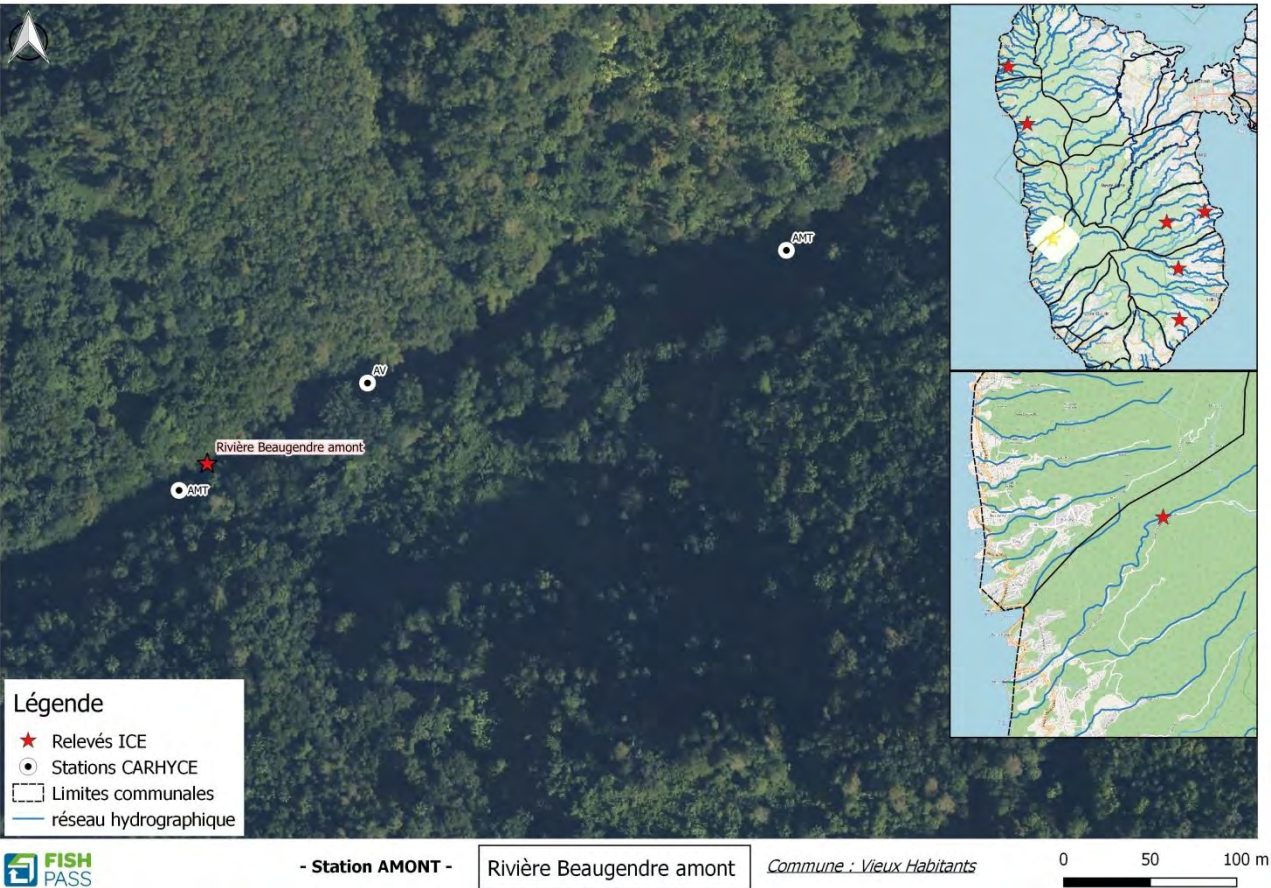 AMT
AV
Rivière Beaugendre amont
AMT
Légende
Relevés ICE
Stations CARHYCE
Limites communales
réseau hydrographique
FISH
PASS
- Station AMONT -
Rivière Beaugendre amont
Commune : Vieux Habitants
0 50 100 m